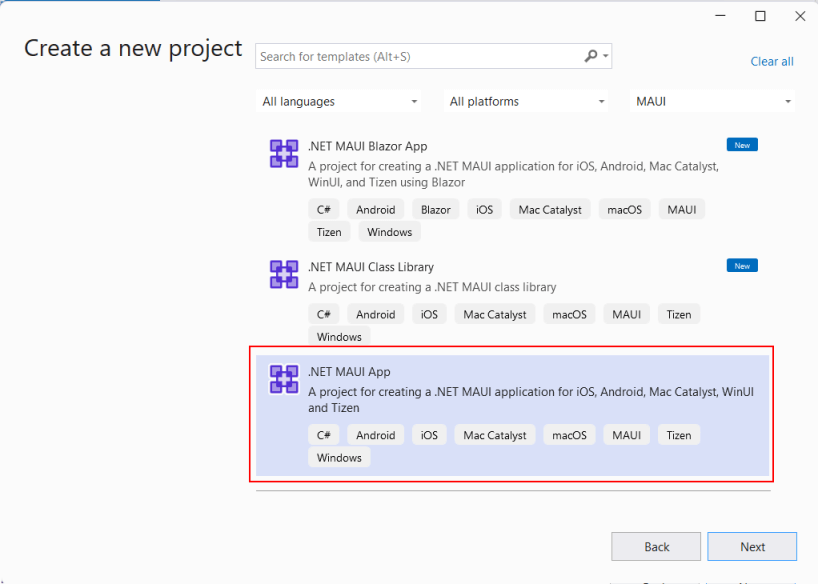 Create a new project
Search for templates (Alt+S)
Clear all
All languages
All platforms
MAUI
.NET MAUI Blazor App
New
A project for creating a .NET MAUI application for iOS, Android, Mac Catalyst,
WinUI, and Tizen using Blazor
C# Android Blazor iOS Mac Catalyst macOS MAUI
Tizen Windows
.NET MAUI Class Library
New
A project for creating a .NET MAUI class library
C# Android iOS Mac Catalyst macOS MAUI Tizen
Windows
.NET MAUI App
A project for creating a .NET MAUI application for iOS, Android, Mac Catalyst, WinUI
and Tizen
C# Android iOS Mac Catalyst macOS MAUI Tizen
Windows
Back
Next